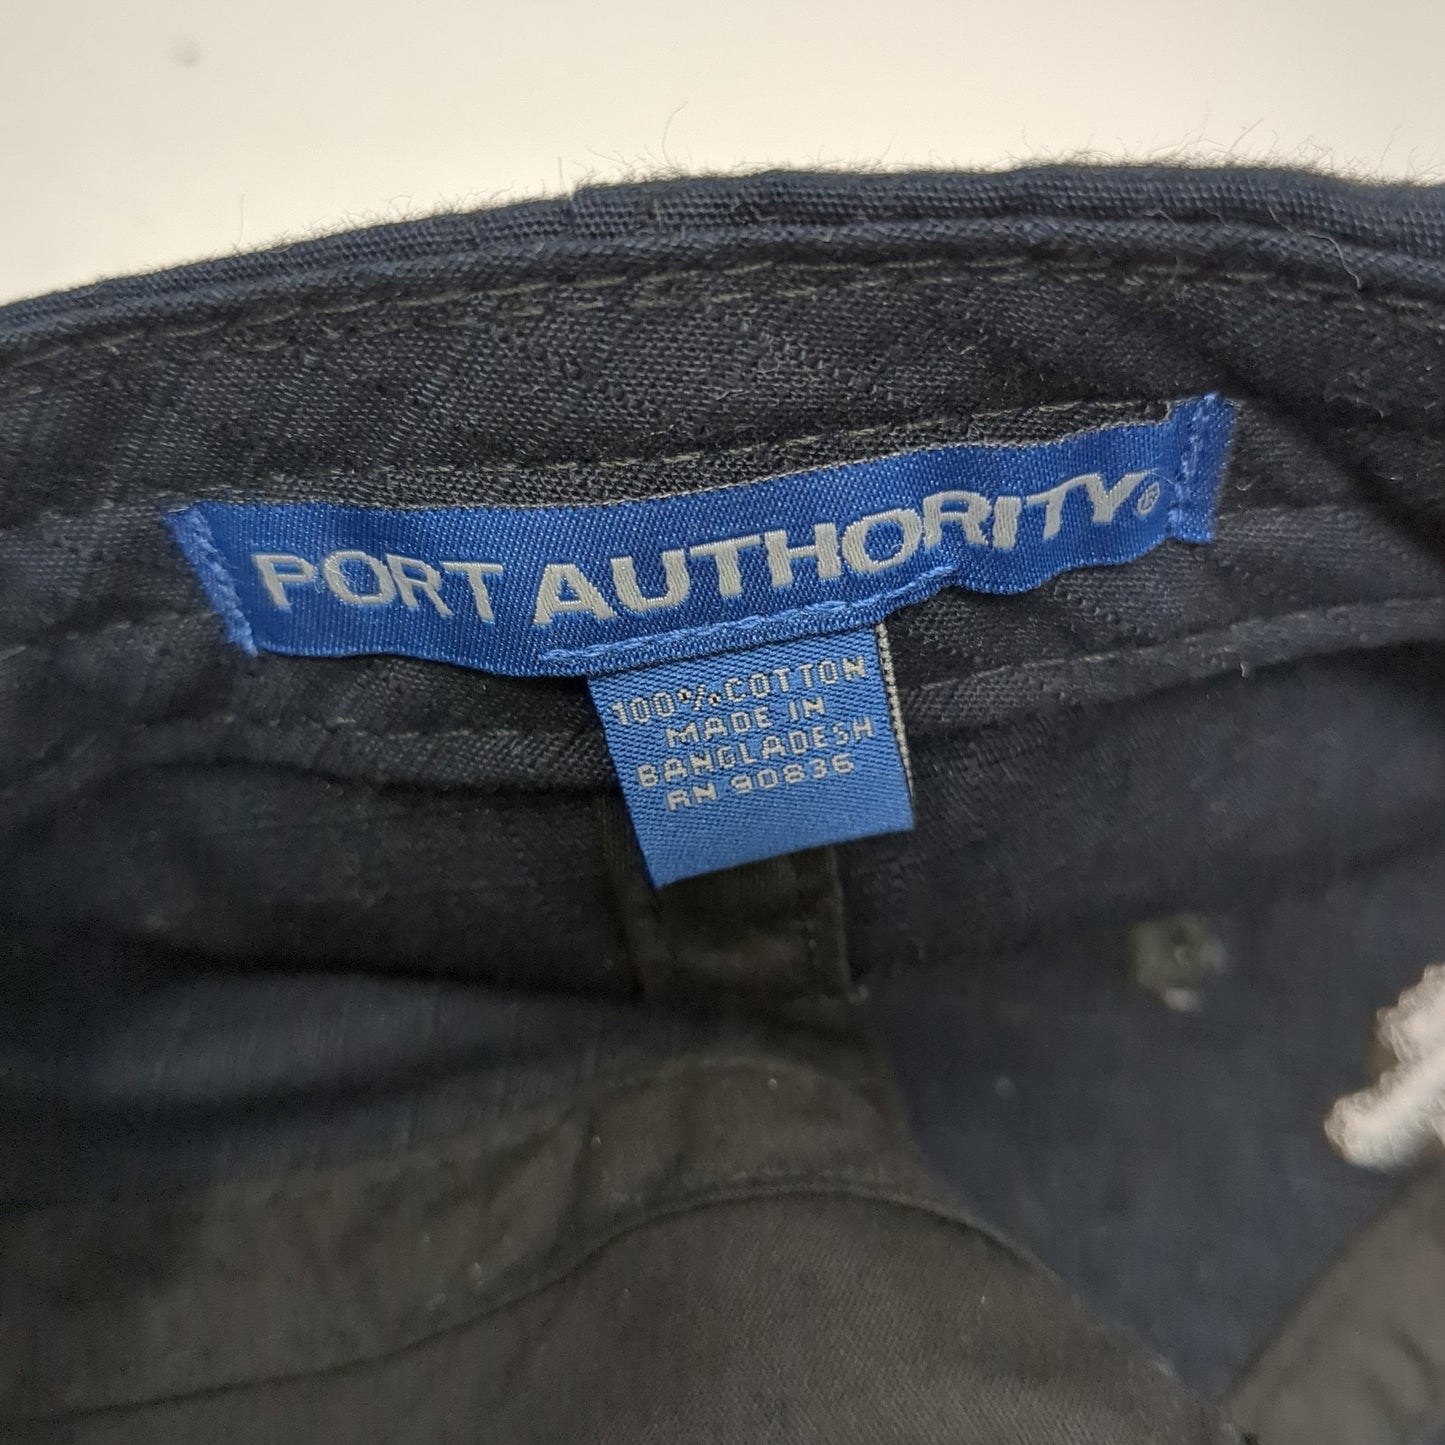 PORT AUTHORITY®
100% COTTON
MADE IN
BANGLADESH
RN 90836